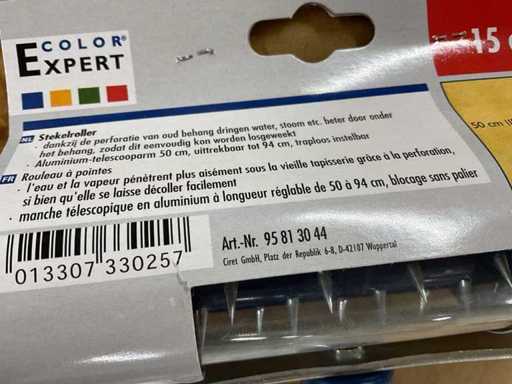 COLOR®
EXPERT
15
50 cm
NL Stekelroller
· dankzij de perforatie van oud behang dringen water, stoom etc. beter door onder
het behang, zodat dit eenvoudig kon worden losgeweekt
· Aluminium-telescooparm 50 cm, uittrekbaar tot 94 cm, traploos instelbar
FR Rouleau à pointes
· l'eau et la vapeur pénètrent plus aisément sous la vieille tapisserie grâce à la perforation,
si bien qu'elle se laisse décoller facilement
· manche télescopique en aluminium à longueur réglable de 50 à 94 cm, blocage sans palier
Art.-Nr. 95 81 30 44
Ciret GmbH, Platz der Republik 6-8, D-42107 Wuppertal
013307 330257